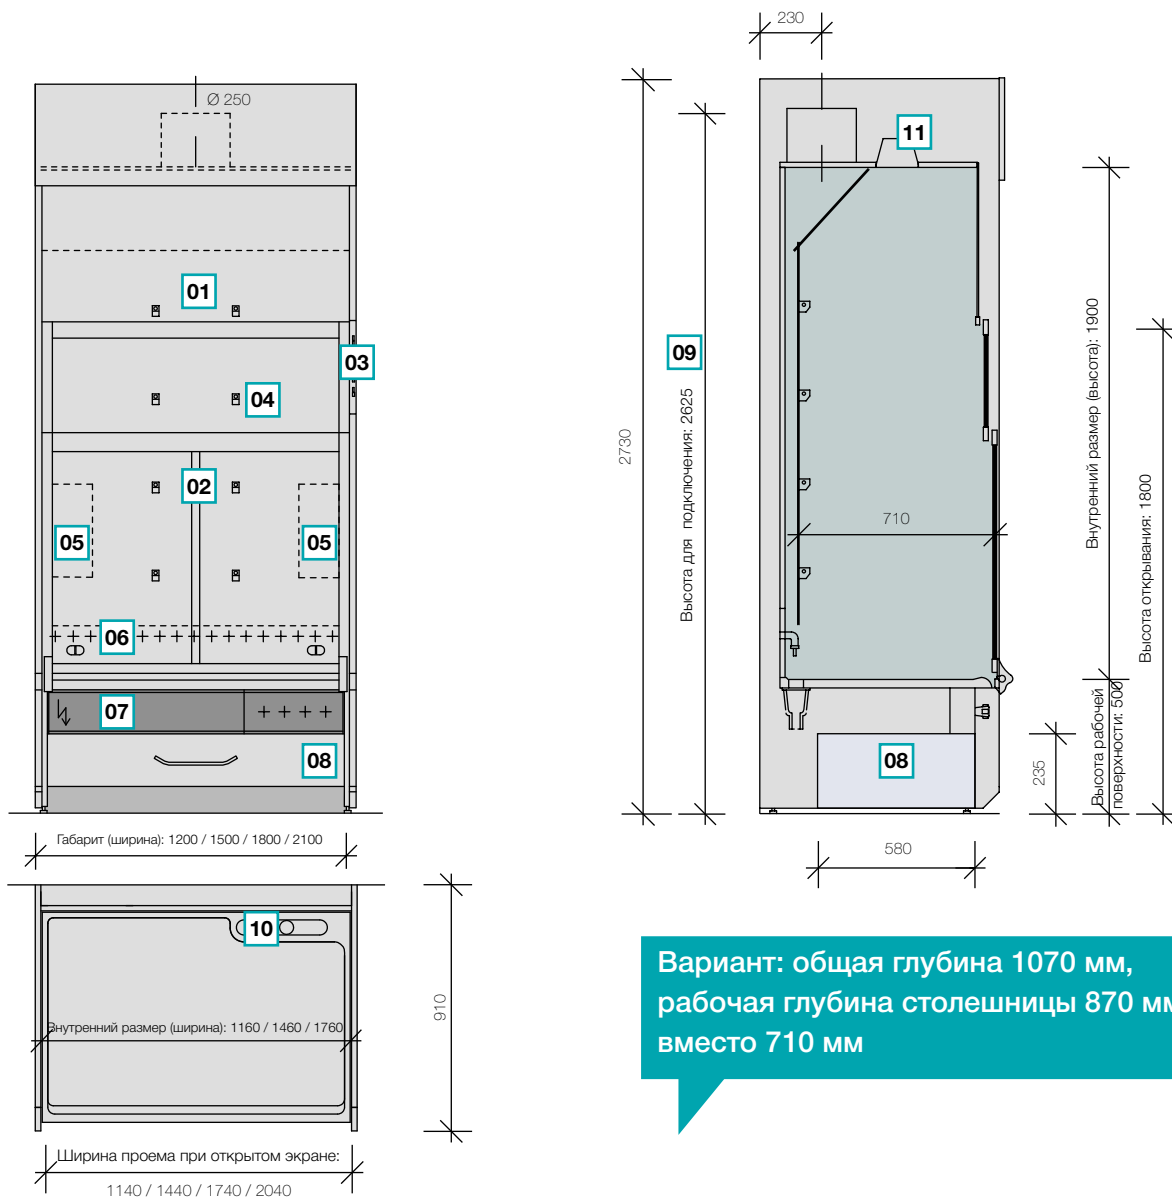 Ø 250
01
03
04
02
05
05
06
07
08
Габарит (ширина): 1200 / 1500 / 1800 / 2100
10
Внутренний размер (ширина): 1160 / 1460 / 1760
910
Ширина проема при открытом экране:
1140 / 1440 / 1740 / 2040
230
11
09
2730
Высота для подключения: 2625
710
Внутренний размер (высота): 1900
Высота открывания: 1800
Высота рабочей
поверхности: 500
08
235
580
Вариант: общая глубина 1070 мм,
рабочая глубина столешницы 870 мм
вместо 710 мм